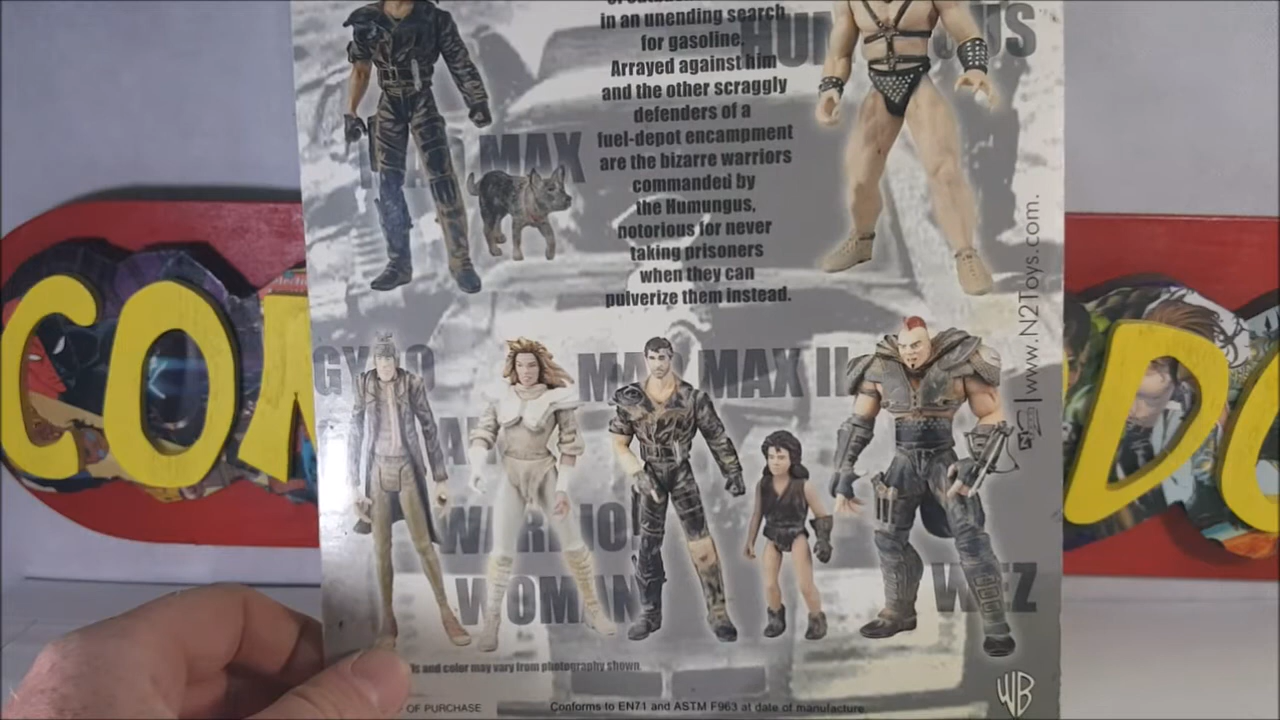 in an unending search
for gasoline.
Arrayed against him
and the other scraggly
defenders of a
fuel-depot encampment
are the bizarre warriors
commanded by
the Humungus,
notorious for never
taking prisoners
when they can
pulverize them instead.
MAX
www.N2Toys.com.
MAX II
WARRIO
WOMAN
WEZ
and color may vary from photography shown
OF PURCHASE
Conforms to EN71 and ASTM F963 at date of manufacture.
WB
CO
D